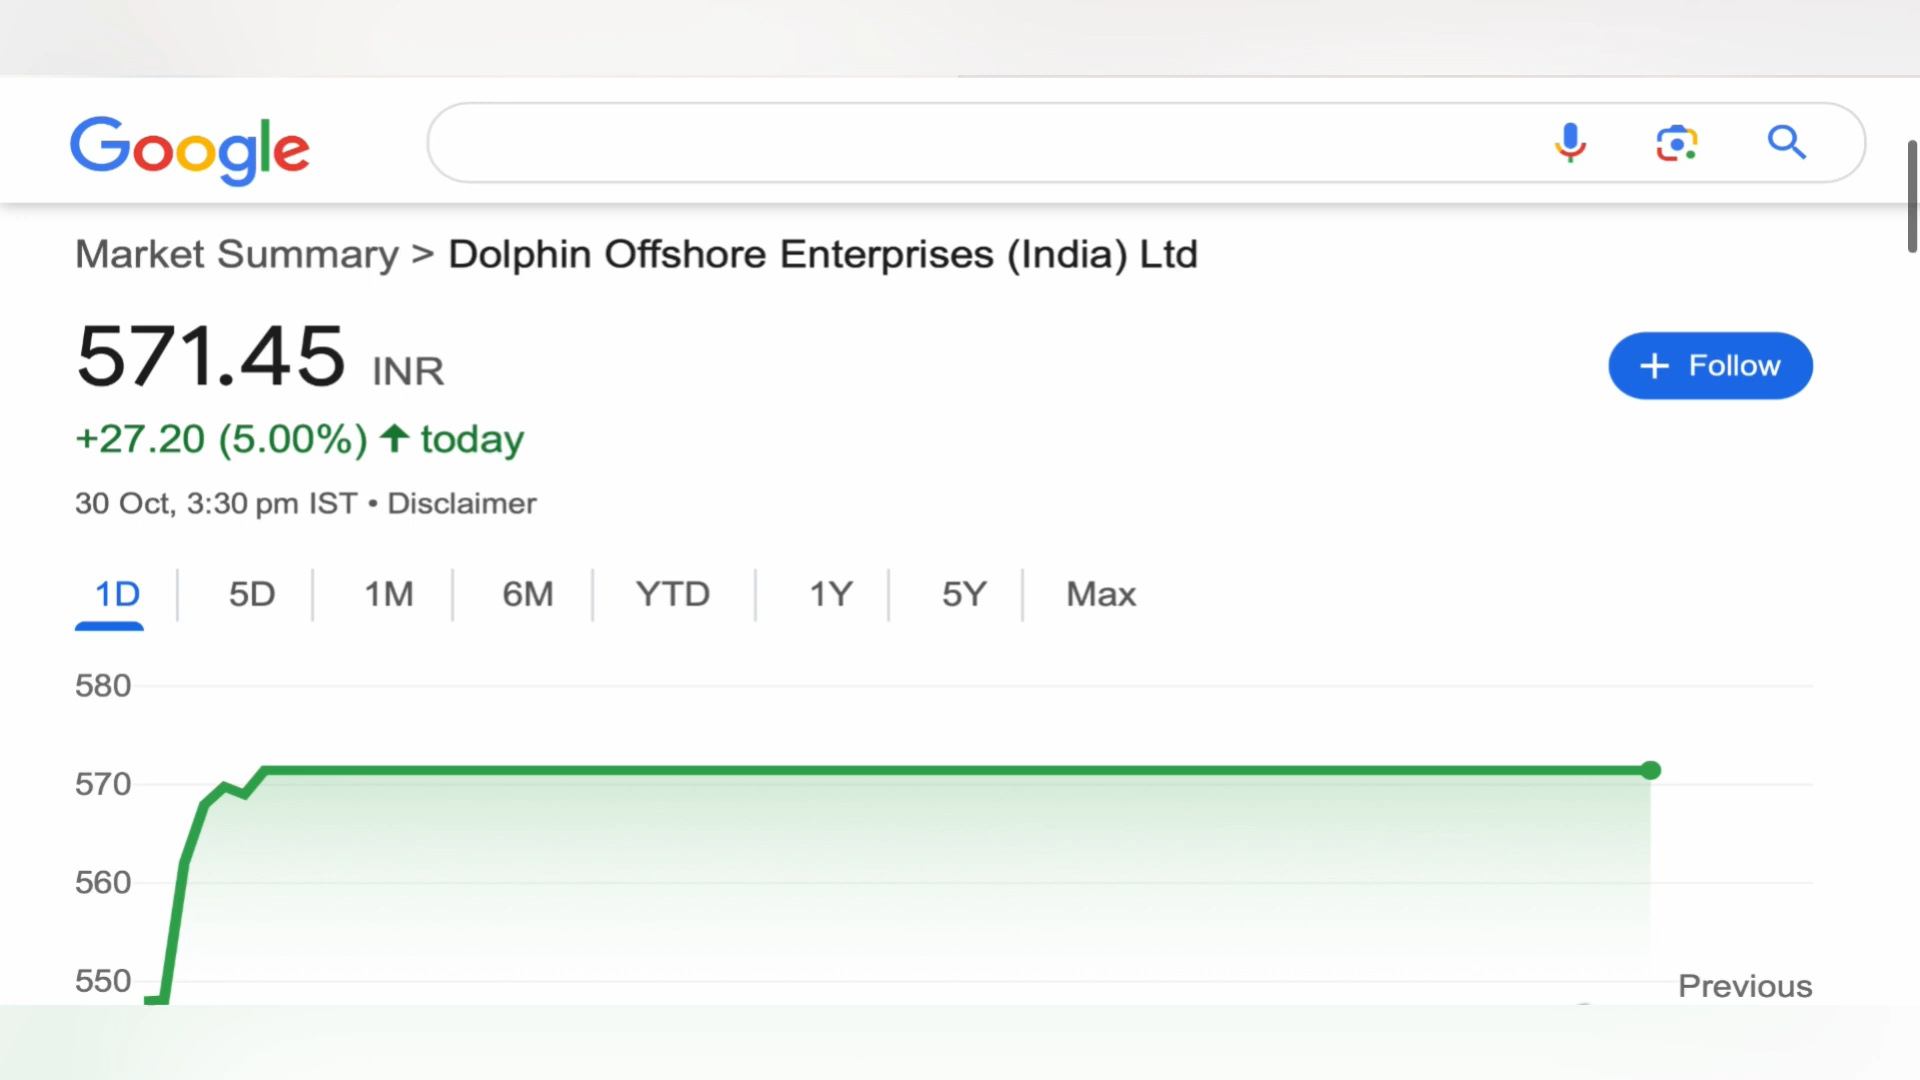 Google
Market Summary > Dolphin Offshore Enterprises (India) Ltd
571.45 INR
+ Follow
+27.20 (5.00%) ↑ today
30 Oct, 3:30 pm IST • Disclaimer
1D 5D 1M 6M YTD 1Y 5Y Max
580
570
560
550
Previous